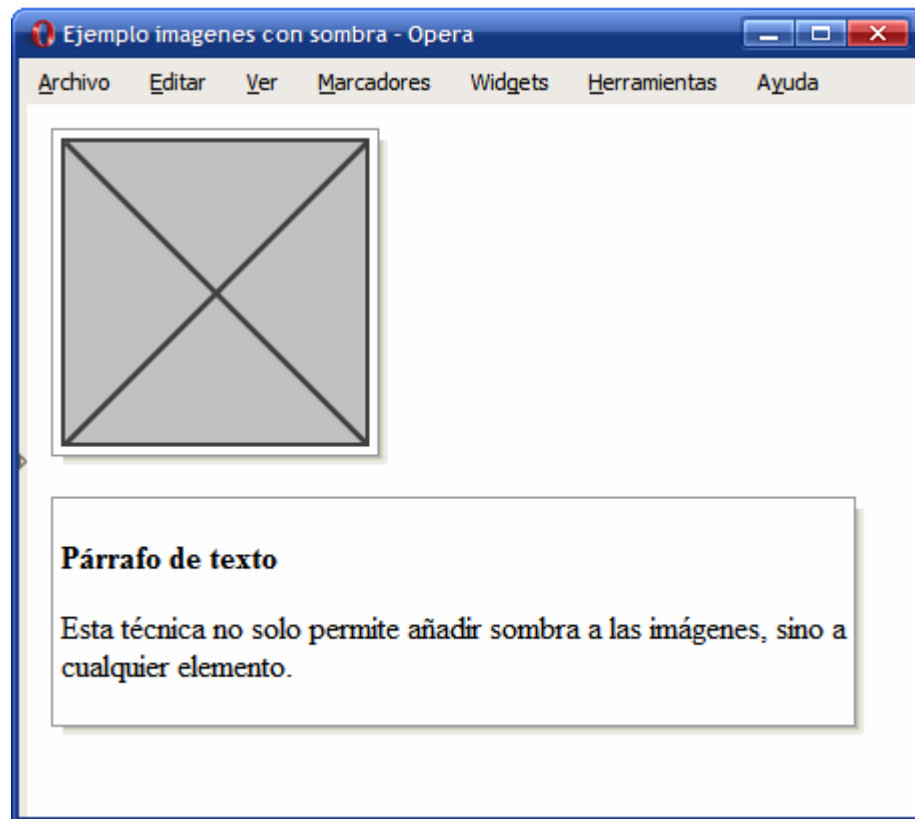 Ejemplo imagenes con sombra - Opera
Archivo Editar Ver Marcadores Widgets Herramientas Ayuda
Párrafo de texto
Esta técnica no solo permite añadir sombra a las imágenes, sino a
cualquier elemento.